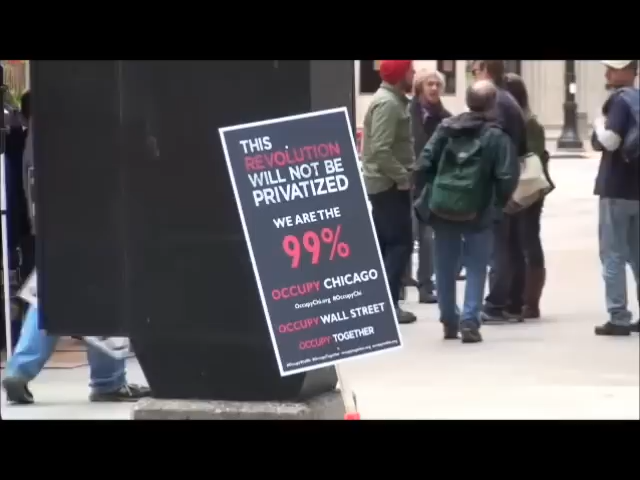 THIS
REVOLUTION
WILL NOT BE
PRIVATIZED
WE ARE THE
99%
OCCUPY CHICAGO
OccupyChi.org #OccupyChi
OCCUPY WALL STREET
OCCUPY TOGETHER